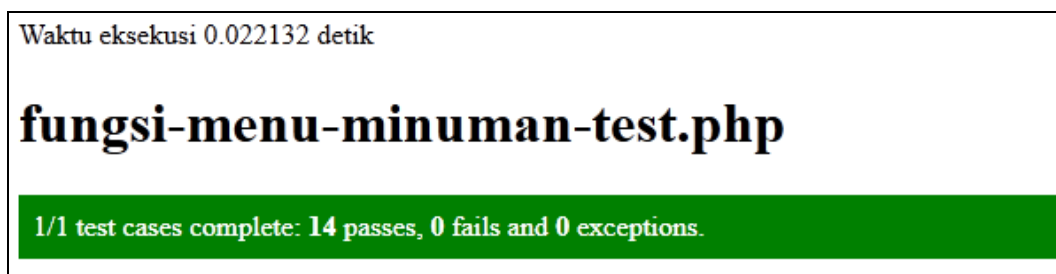 Waktu eksekusi 0.022132 detik
fungsi-menu-minuman-test.php
1/1 test cases complete: 14 passes, 0 fails and 0 exceptions.